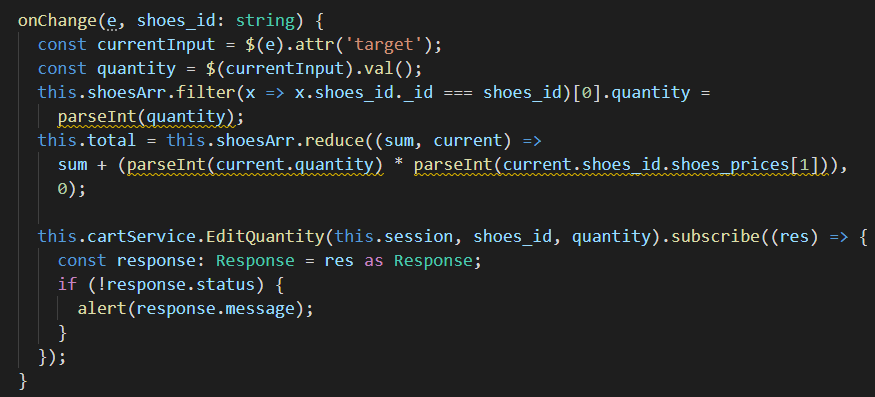 onChange(e, shoes_id: string) {
const currentInput = $(e).attr('target');
const quantity = $(currentInput).val();
this.shoesArr.filter(x => x.shoes_id._id === shoes_id)[0].quantity =
parseInt(quantity);
this.total = this.shoesArr.reduce((sum, current) =>
sum + (parseInt(current.quantity) * parseInt(current.shoes_id.shoes_prices[1])),
0);
this.cartService.EditQuantity(this.session, shoes_id, quantity).subscribe((res) => {
const response: Response = res as Response;
if (!response.status) {
alert(response.message);
}
});
}